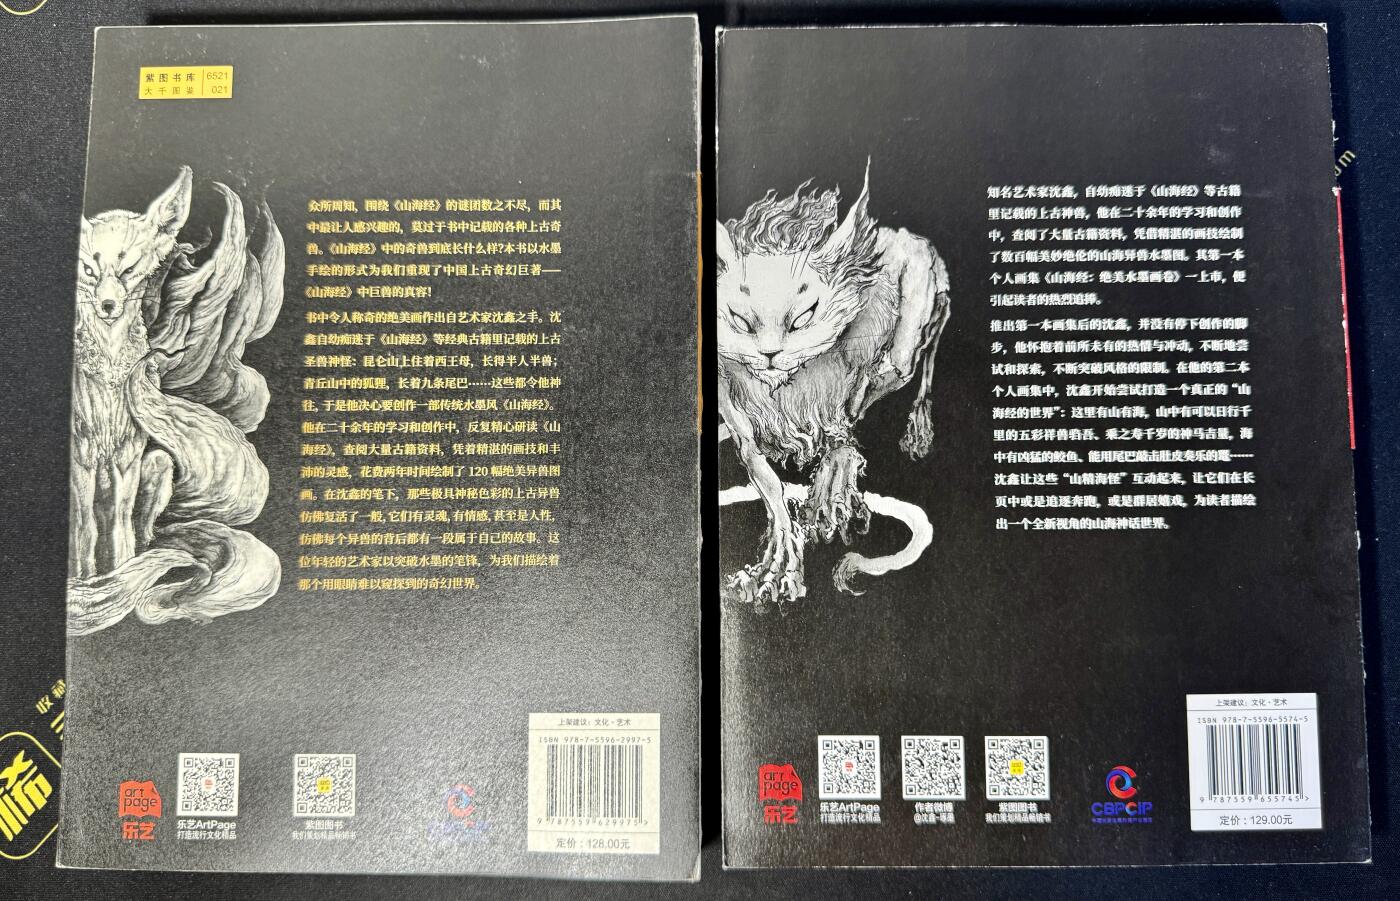 紫图书库 6521
大千图鉴 021
众所周知，围绕《山海经》的谜团数之不尽，而其
中最让人感兴趣的，莫过于书中记载的各种上古奇
兽。《山海经》中的奇兽到底长什么样？本书以水墨
手绘的形式为我们重现了中国上古奇幻巨著——
《山海经》中巨兽的真容！
书中令人称奇的绝美画作出自艺术家沈鑫之手。沈
鑫自幼痴迷于《山海经》等经典古籍里记载的上古
圣兽神怪：昆仑山上住着西王母，长得半人半兽；
青丘山中的狐狸，长着九条尾巴……这些都令他神
往，于是他决心要创作一部传统水墨风《山海经》。
他在二十余年的学习和创作中，反复精心研读《山
海经》，查阅大量古籍资料，凭着精湛的画技和丰
沛的灵感，花费两年时间绘制了 120 幅绝美异兽图
画。在沈鑫的笔下，那些极具神秘色彩的上古异兽
仿佛复活了一般，它们有灵魂，有情感，甚至是人性，
仿佛每个异兽的背后都有一段属于自己的故事。这
位年轻的艺术家以突破水墨的笔锋，为我们描绘着
那个用眼睛难以窥探到的奇幻世界。
art
page
乐艺
乐艺ArtPage
打造流行文化精品
紫图图书
我们策划精品畅销书
CBPCIP
上架建议：文化·艺术
ISBN 978-7-5596-2997-5
9 787559 629975 >
定价：128.00元
知名艺术家沈鑫，自幼痴迷于《山海经》等古籍
里记载的上古神兽，他在二十余年的学习和创作
中，查阅了大量古籍资料，凭借精湛的画技绘制
了数百幅美妙绝伦的山海异兽水墨图。其第一本
个人画集《山海经：绝美水墨画卷》一上市，便
引起读者的热烈追捧。
推出第一本画集后的沈鑫，并没有停下创作的脚
步，他怀抱着前所未有的热情与冲动，不断地尝
试和探索，不断突破风格的限制。在他的第二本
个人画集中，沈鑫开始尝试打造一个真正的“山
海经的世界”：这里有山有海，山中有可以日行千
里的五彩祥兽驺吾、乘之寿千岁的神马吉量，海
中有凶猛的鲛鱼、能用尾巴敲击肚皮奏乐的鼍……
沈鑫让这些“山精海怪”互动起来，让它们在长
页中或是追逐奔跑，或是群居嬉戏，为读者描绘
出一个全新视角的山海神话世界。
art
page
乐艺
乐艺ArtPage
打造流行文化精品
作者微博
紫图图书
我们策划精品畅销书
CBPCIP
上架建议：文化·艺术
ISBN 978-7-5596-5574-5
9 787559 655745 >
定价：129.00元
收藏